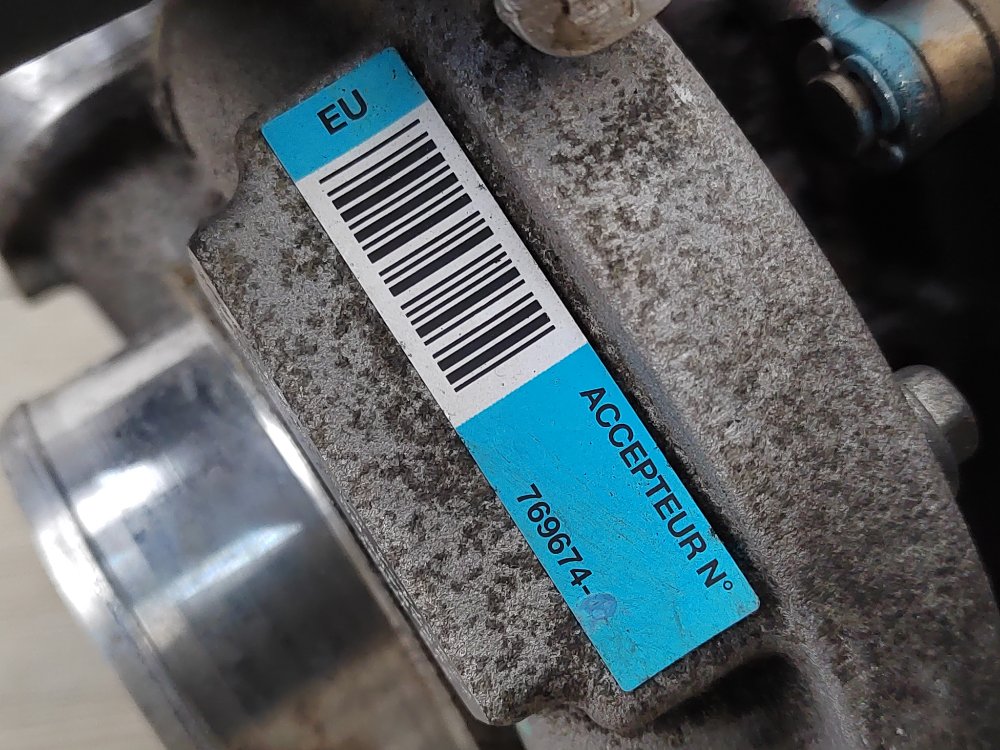 EU
ACCEPTEUR N°
769674-